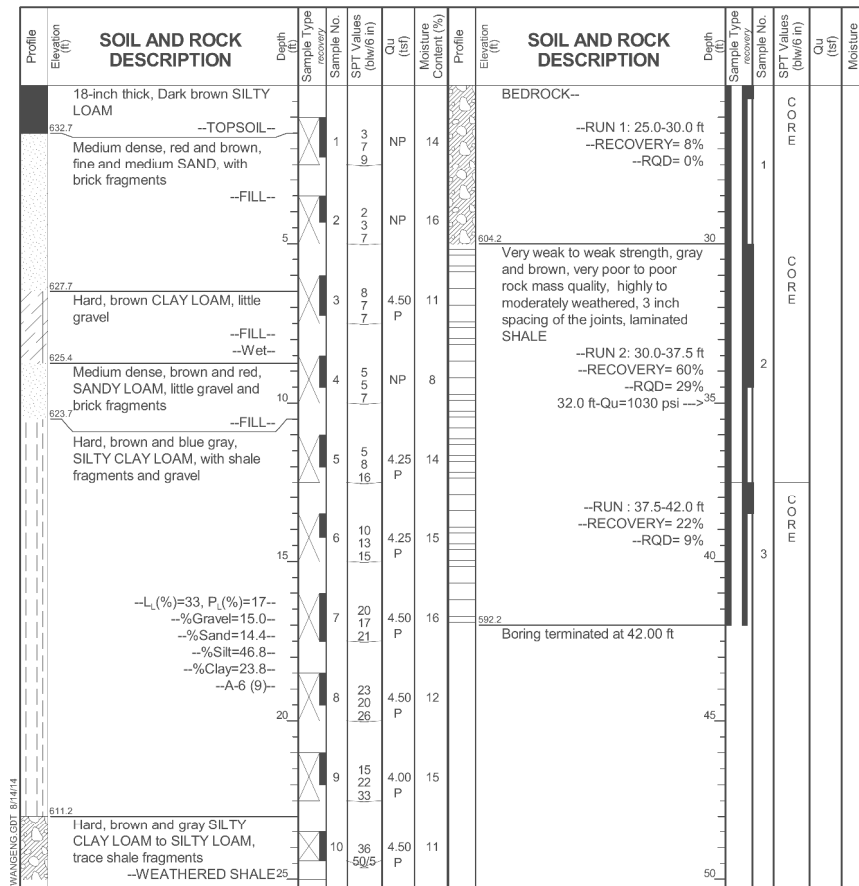 Profile
Elevation (ft)
SOIL AND ROCK
DESCRIPTION
Depth (ft)
Sample Type
recovery
Sample No.
SPT Values (blw/6 in)
Qu (tsf)
Moisture Content (%)
18-inch thick, Dark brown SILTY
LOAM
632.7 --TOPSOIL--
Medium dense, red and brown,
fine and medium SAND, with
brick fragments
--FILL--
1 3 7 9 NP 14
2 2 3 7 NP 16
5
627.7
Hard, brown CLAY LOAM, little
gravel
--FILL--
--Wet--
3 8 7 7 4.50 P 11
625.4
Medium dense, brown and red,
SANDY LOAM, little gravel and
brick fragments
10
4 5 5 7 NP 8
623.7 --FILL--
Hard, brown and blue gray,
SILTY CLAY LOAM, with shale
fragments and gravel
5 5 8 16 4.25 P 14
6 10 13 15 4.25 P 15
15
--LL(%)=33, PL(%)=17--
--%Gravel=15.0--
--%Sand=14.4--
--%Silt=46.8--
--%Clay=23.8--
--A-6 (9)--
7 20 17 21 4.50 P 16
8 23 20 26 4.50 P 12
20
9 15 22 33 4.00 P 15
611.2
Hard, brown and gray SILTY
CLAY LOAM to SILTY LOAM,
trace shale fragments
--WEATHERED SHALE 25
10 36 50/5 4.50 P 11
WANGENG.GDT 8/14/14
Profile
Elevation (ft)
SOIL AND ROCK
DESCRIPTION
Depth (ft)
Sample Type
recovery
Sample No.
SPT Values (blw/6 in)
Qu (tsf)
Moisture
BEDROCK--
--RUN 1: 25.0-30.0 ft
--RECOVERY= 8%
--RQD= 0%
1 CORE
604.2 30
Very weak to weak strength, gray
and brown, very poor to poor
rock mass quality, highly to
moderately weathered, 3 inch
spacing of the joints, laminated
SHALE
--RUN 2: 30.0-37.5 ft
--RECOVERY= 60%
--RQD= 29%
32.0 ft-Qu=1030 psi --->35
2 CORE
--RUN : 37.5-42.0 ft
--RECOVERY= 22%
--RQD= 9%
40
3 CORE
592.2
Boring terminated at 42.00 ft
45
50